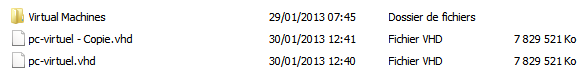 Virtual Machines 29/01/2013 07:45 Dossier de fichiers
pc-virtuel - Copie.vhd 30/01/2013 12:41 Fichier VHD 7 829 521 Ko
pc-virtuel.vhd 30/01/2013 12:40 Fichier VHD 7 829 521 Ko